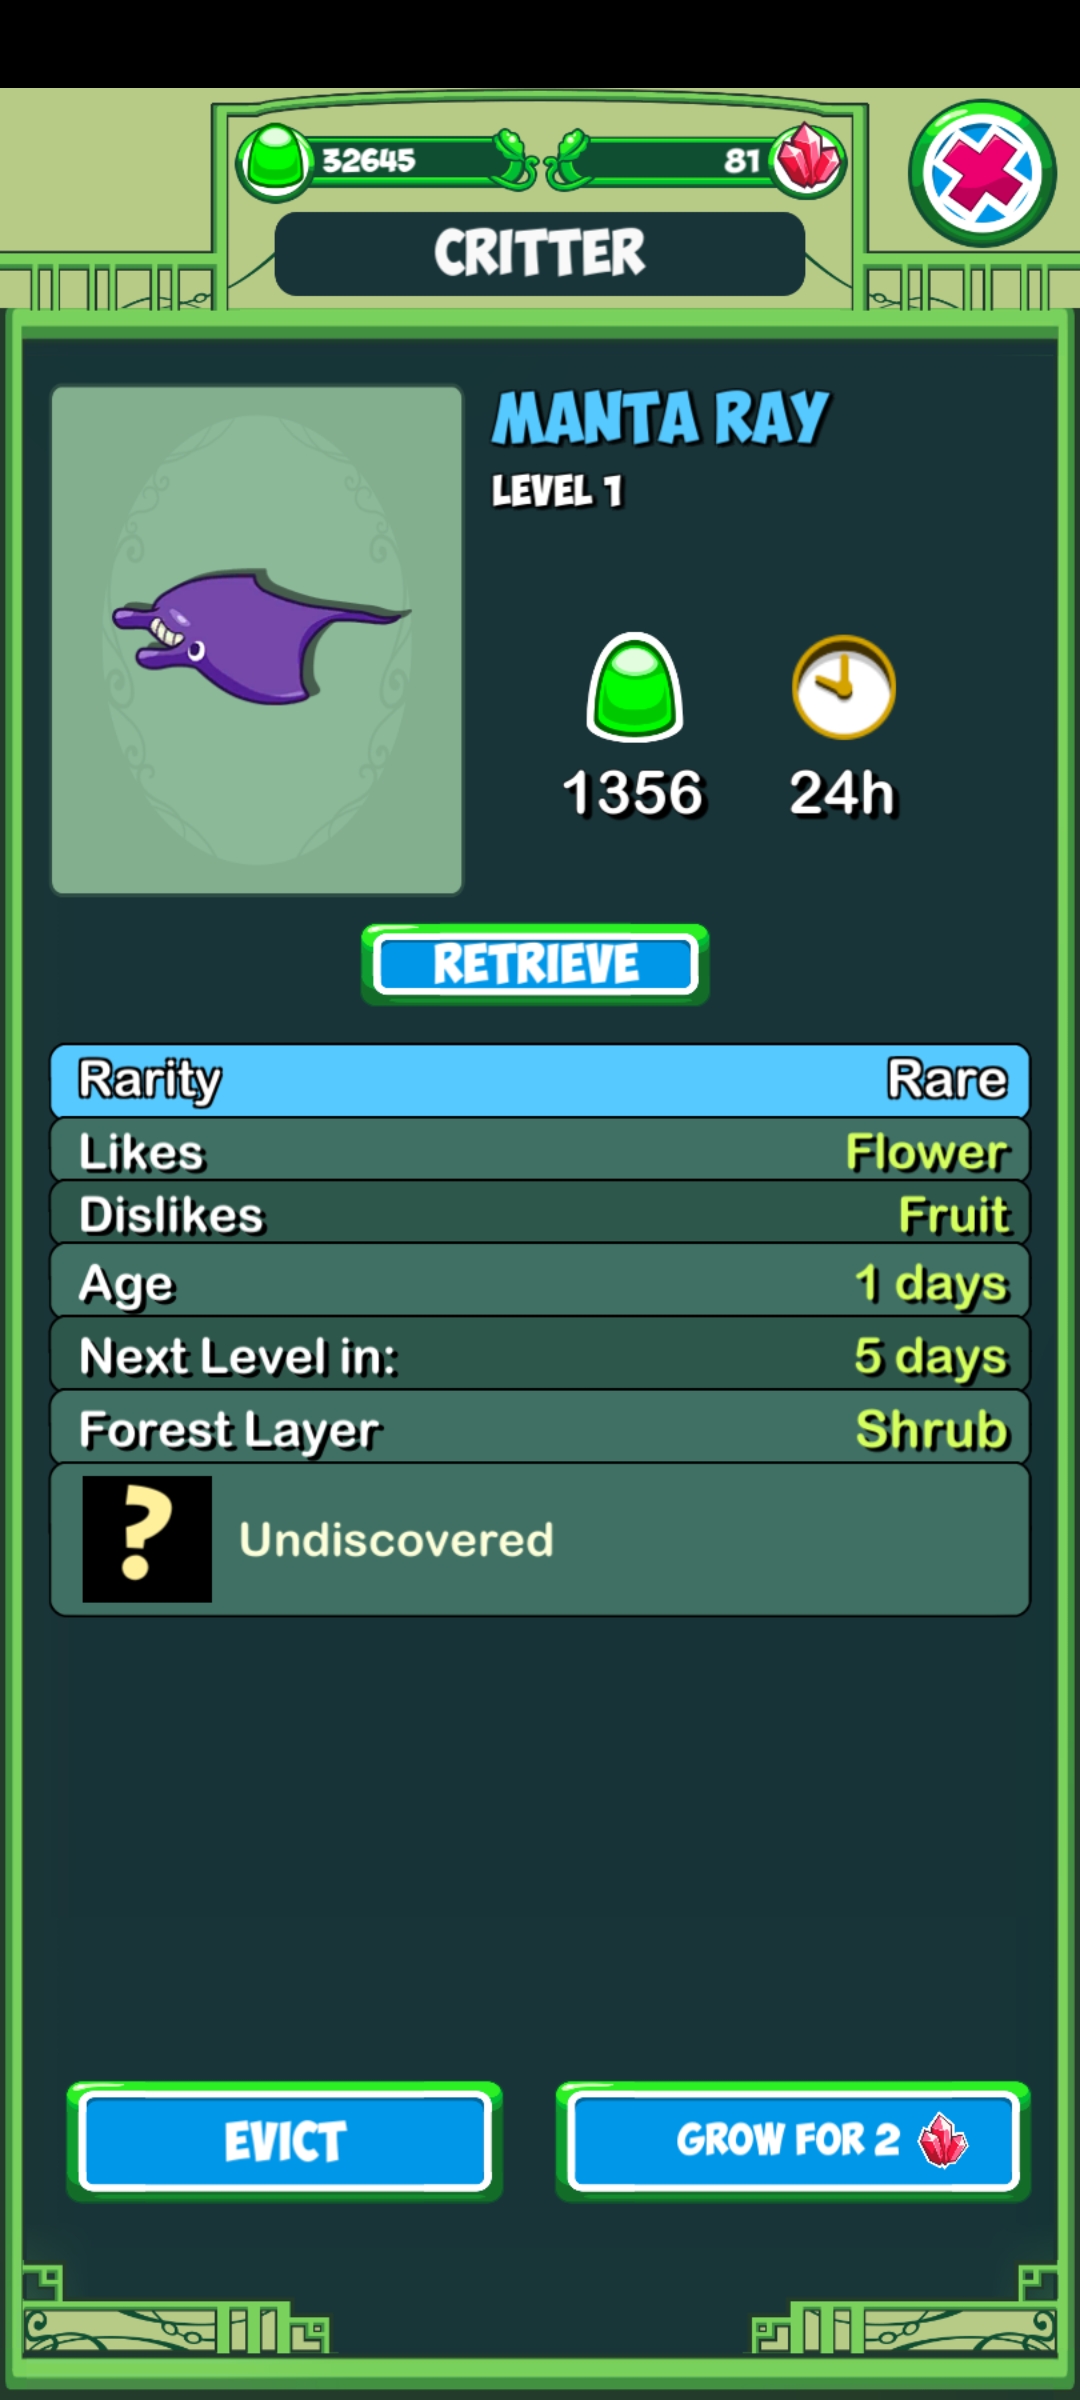 32645 81
CRITTER
MANTA RAY
LEVEL 1
1356 24h
RETRIEVE
Rarity Rare
Likes Flower
Dislikes Fruit
Age 1 days
Next Level in: 5 days
Forest Layer Shrub
? Undiscovered
EVICT GROW FOR 2